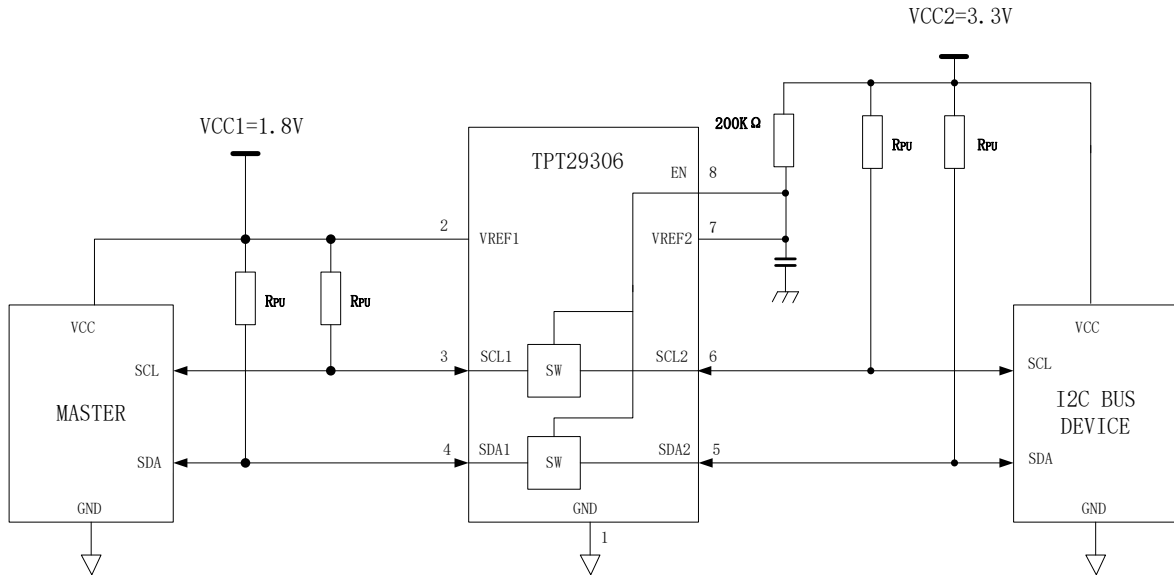 VCC2=3.3V
VCC1=1.8V
200KΩ
RPU
RPU
TPT29306
EN
8
2
VREF1
VREF2
7
RPU
RPU
VCC
VCC
SCL
3
SCL1
SW
SCL2
6
SCL
MASTER
I2C BUS
DEVICE
SDA
4
SDA1
SW
SDA2
5
SDA
GND
GND
1
GND